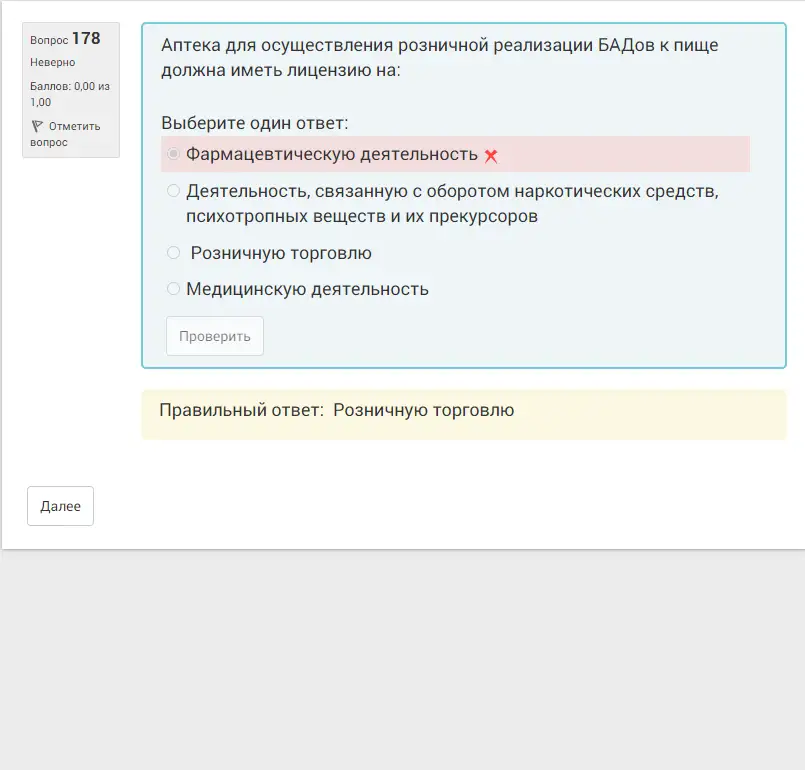 Вопрос 178
Неверно
Баллов: 0,00 из
1,00
Отметить
вопрос
Аптека для осуществления розничной реализации БАДов к пище
должна иметь лицензию на:
Выберите один ответ:
Фармацевтическую деятельность
Деятельность, связанную с оборотом наркотических средств,
психотропных веществ и их прекурсоров
Розничную торговлю
Медицинскую деятельность
Проверить
Правильный ответ: Розничную торговлю
Далее